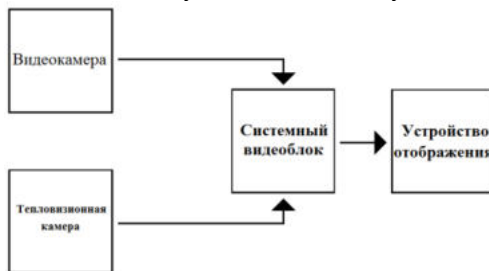 Видеокамера
Системный
видеоблок
Устройство
отображения
Тепловизионная
камера